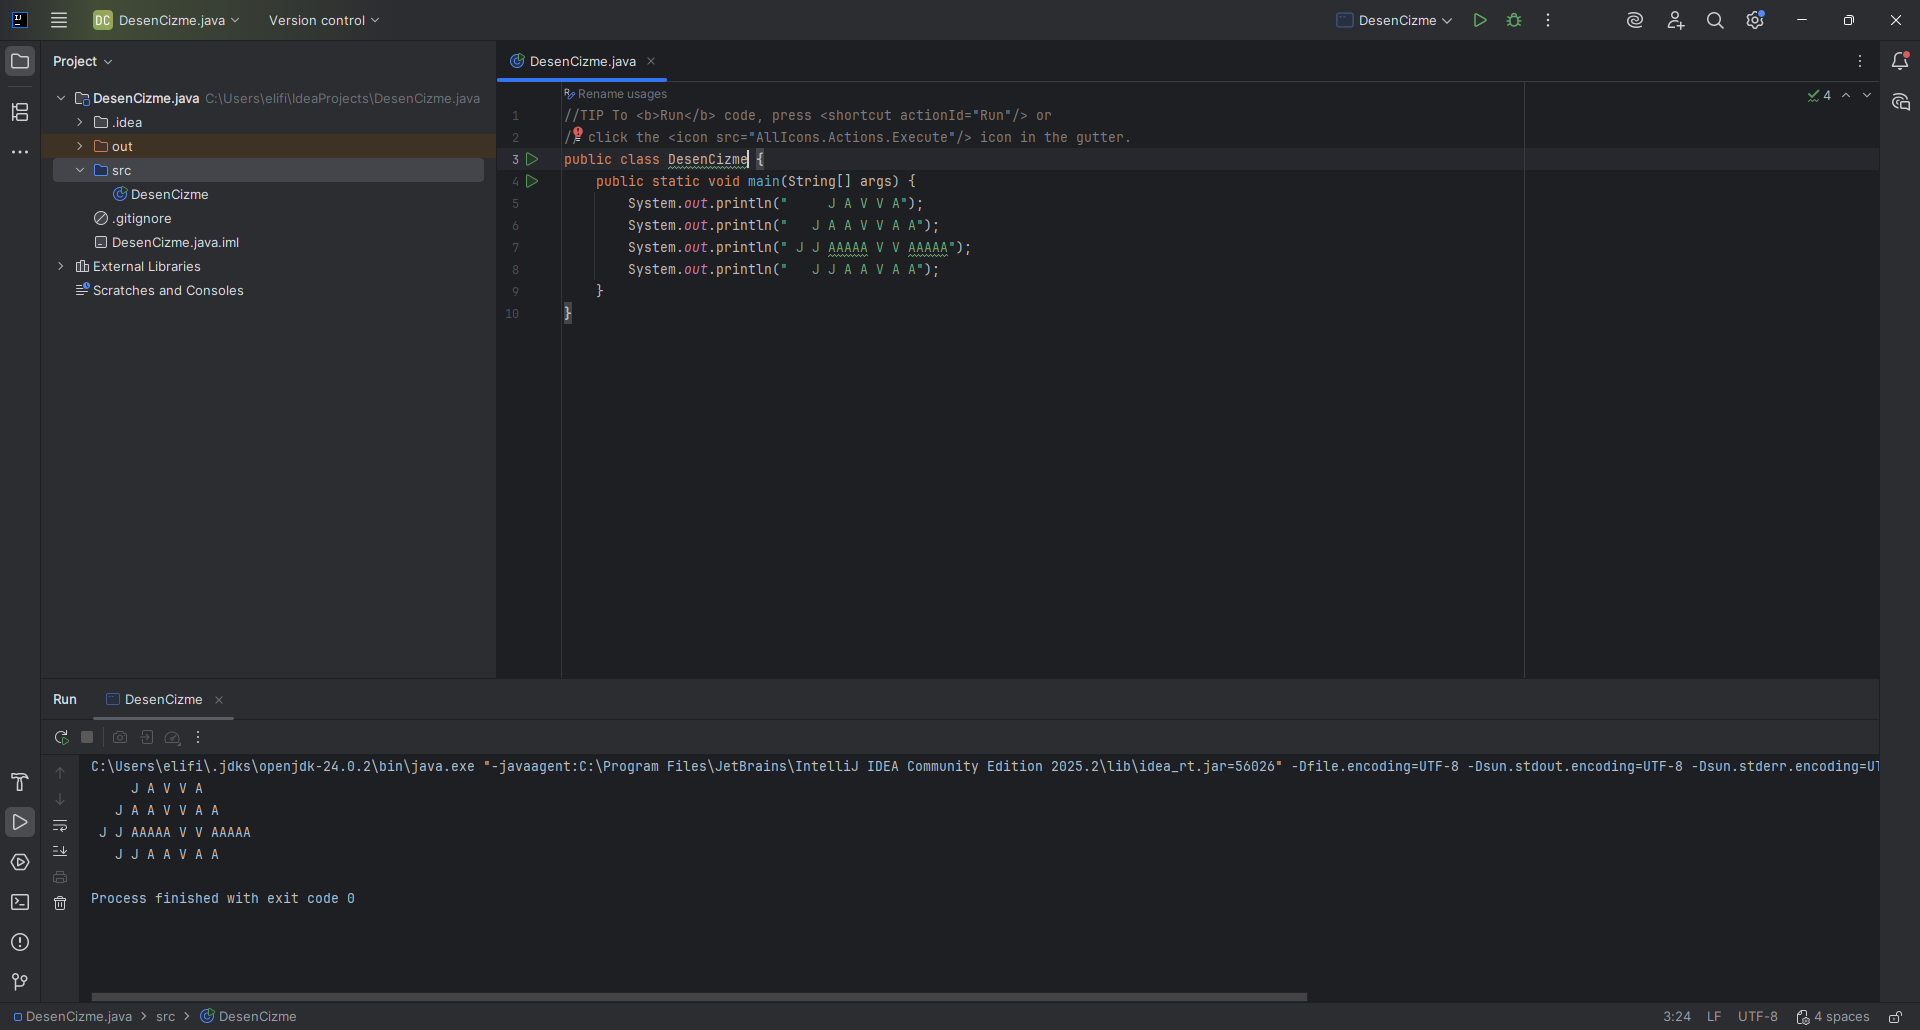 DC DesenCizme.java Version control DesenCizme
Project
DesenCizme.java C:\Users\elifi\IdeaProjects\DesenCizme.java
.idea
out
src
DesenCizme
.gitignore
DesenCizme.java.iml
External Libraries
Scratches and Consoles
DesenCizme.java
Rename usages
4
1 //TIP To <b>Run</b> code, press <shortcut actionId="Run"/> or
2 // click the <icon src="AllIcons.Actions.Execute"/> icon in the gutter.
3 public class DesenCizme {
4     public static void main(String[] args) {
5         System.out.println("     J A V V A");
6         System.out.println("   J A A V V A A");
7         System.out.println(" J J AAAAA V V AAAAA");
8         System.out.println("   J J A A V A A");
9     }
10 }
Run DesenCizme
C:\Users\elifi\.jdks\openjdk-24.0.2\bin\java.exe "-javaagent:C:\Program Files\JetBrains\IntelliJ IDEA Community Edition 2025.2\lib\idea_rt.jar=56026" -Dfile.encoding=UTF-8 -Dsun.stdout.encoding=UTF-8 -Dsun.stderr.encoding=UT
     J A V V A
   J A A V V A A
 J J AAAAA V V AAAAA
   J J A A V A A
Process finished with exit code 0
DesenCizme.java > src > DesenCizme 3:24 LF UTF-8 4 spaces